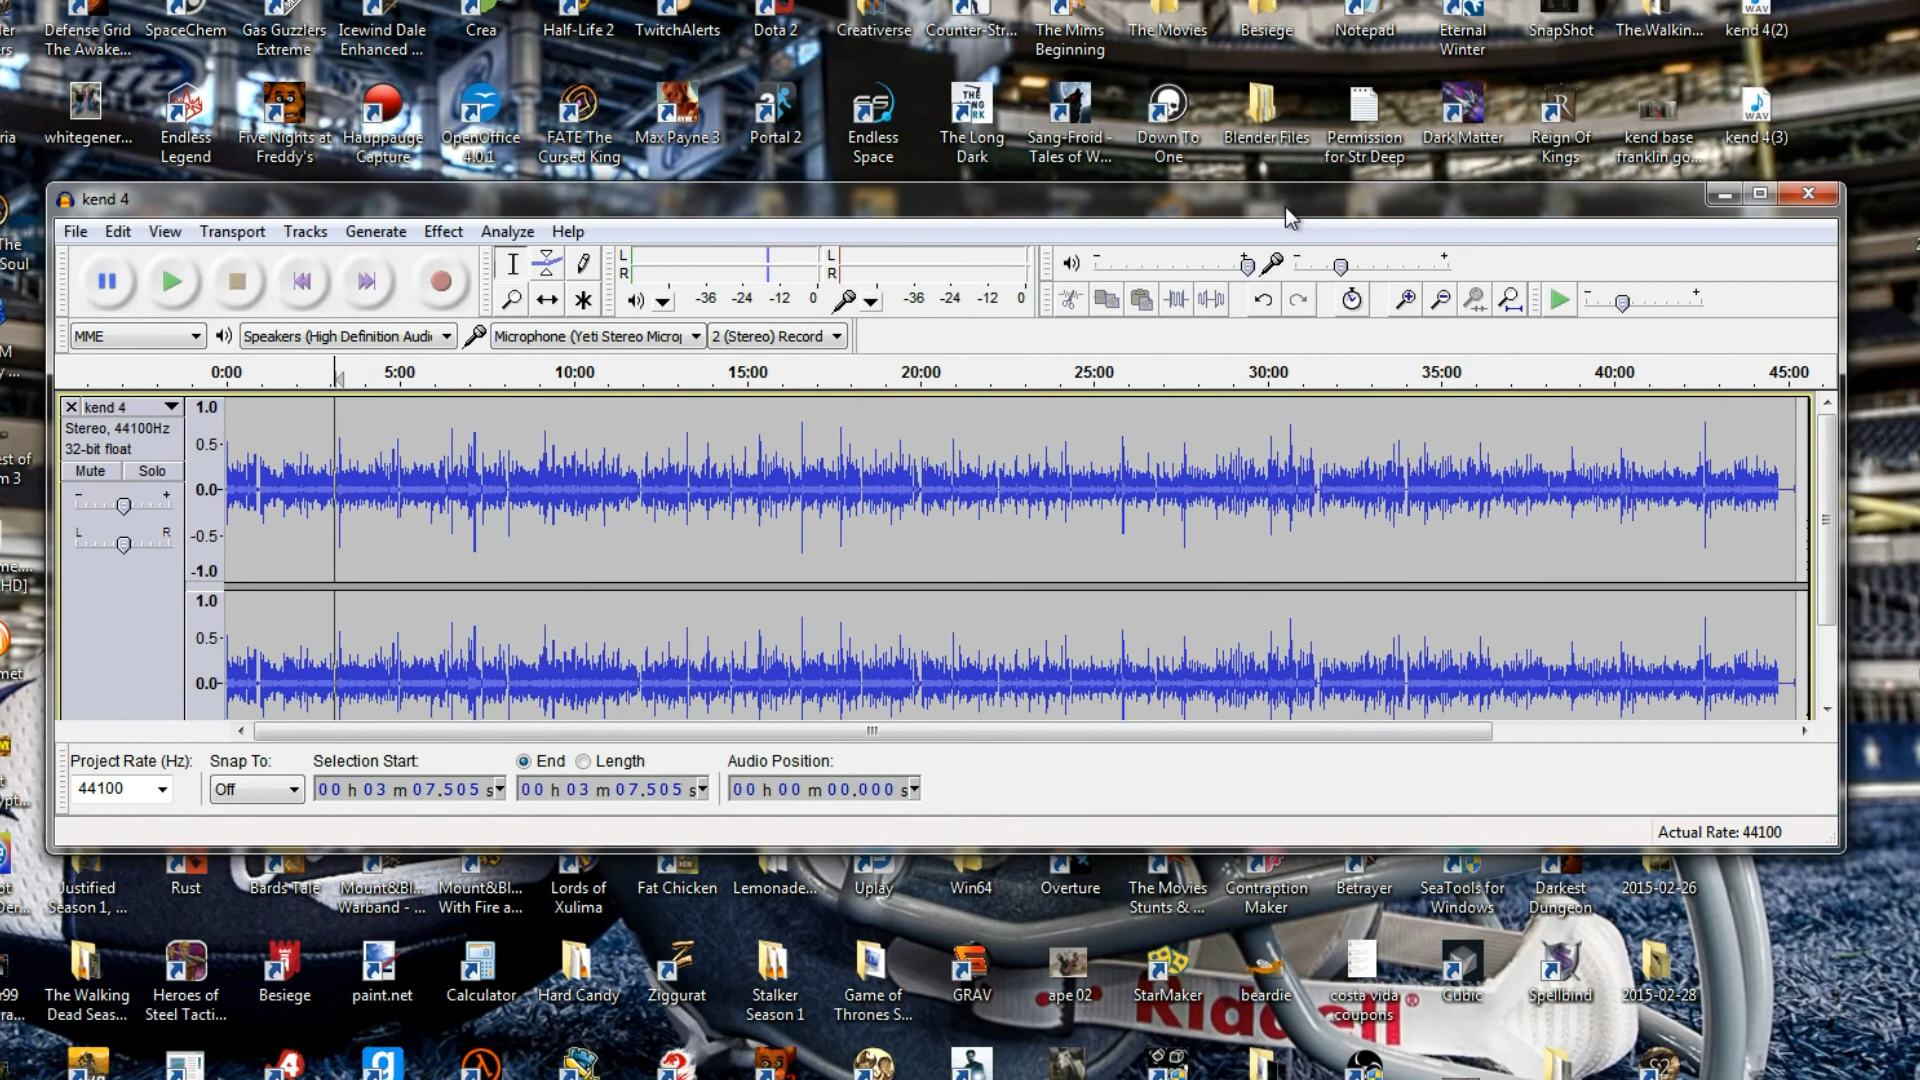 Defense Grid SpaceChem Gas Guzzlers Icewind Dale Crea Half-Life 2 TwitchAlerts Dota 2 Creativerse Counter-Str... The Mims The Movies Besiege Notepad Eternal SnapShot The.Walkin... kend 4(2)
The Awake... Extreme Enhanced ... Beginning Winter
whitegener... Endless Five Nights at Hauppauge OpenOffice FATE The Max Payne 3 Portal 2 Endless The Long Sang-Froid - Down To Blender Files Permission Dark Matter Reign Of kend base kend 4(3)
Legend Freddy's Capture 4.0.1 Cursed King Space Dark Tales of W... One for Str Deep Kings franklin go...
kend 4
File Edit View Transport Tracks Generate Effect Analyze Help
L L
R R
-36 -24 -12 0 -36 -24 -12 0
MME Speakers (High Definition Audi Microphone (Yeti Stereo Micro 2 (Stereo) Record
0:00 5:00 10:00 15:00 20:00 25:00 30:00 35:00 40:00 45:00
kend 4 1.0
Stereo, 44100Hz
32-bit float 0.5
Mute Solo
- + 0.0
L R -0.5
-1.0
1.0
0.5
0.0
Project Rate (Hz): Snap To: Selection Start: End Length Audio Position:
44100 Off 00 h 03 m 07.505 s 00 h 03 m 07.505 s 00 h 00 m 00.000 s
Actual Rate: 44100
Justified Rust Bards Tale Mount&Bl... Mount&Bl... Lords of Fat Chicken Lemonade... Uplay Win64 Overture The Movies Contraption Betrayer SeaTools for Darkest 2015-02-26
Season 1, ... Warband - ... With Fire a... Xulima Stunts & ... Maker Windows Dungeon
The Walking Heroes of Besiege paint.net Calculator Hard Candy Ziggurat Stalker Game of GRAV ape 02 StarMaker beardie costa vida Cubic Spellbind 2015-02-28
Dead Seas... Steel Tacti... Season 1 Thrones S... coupons
Riddell®